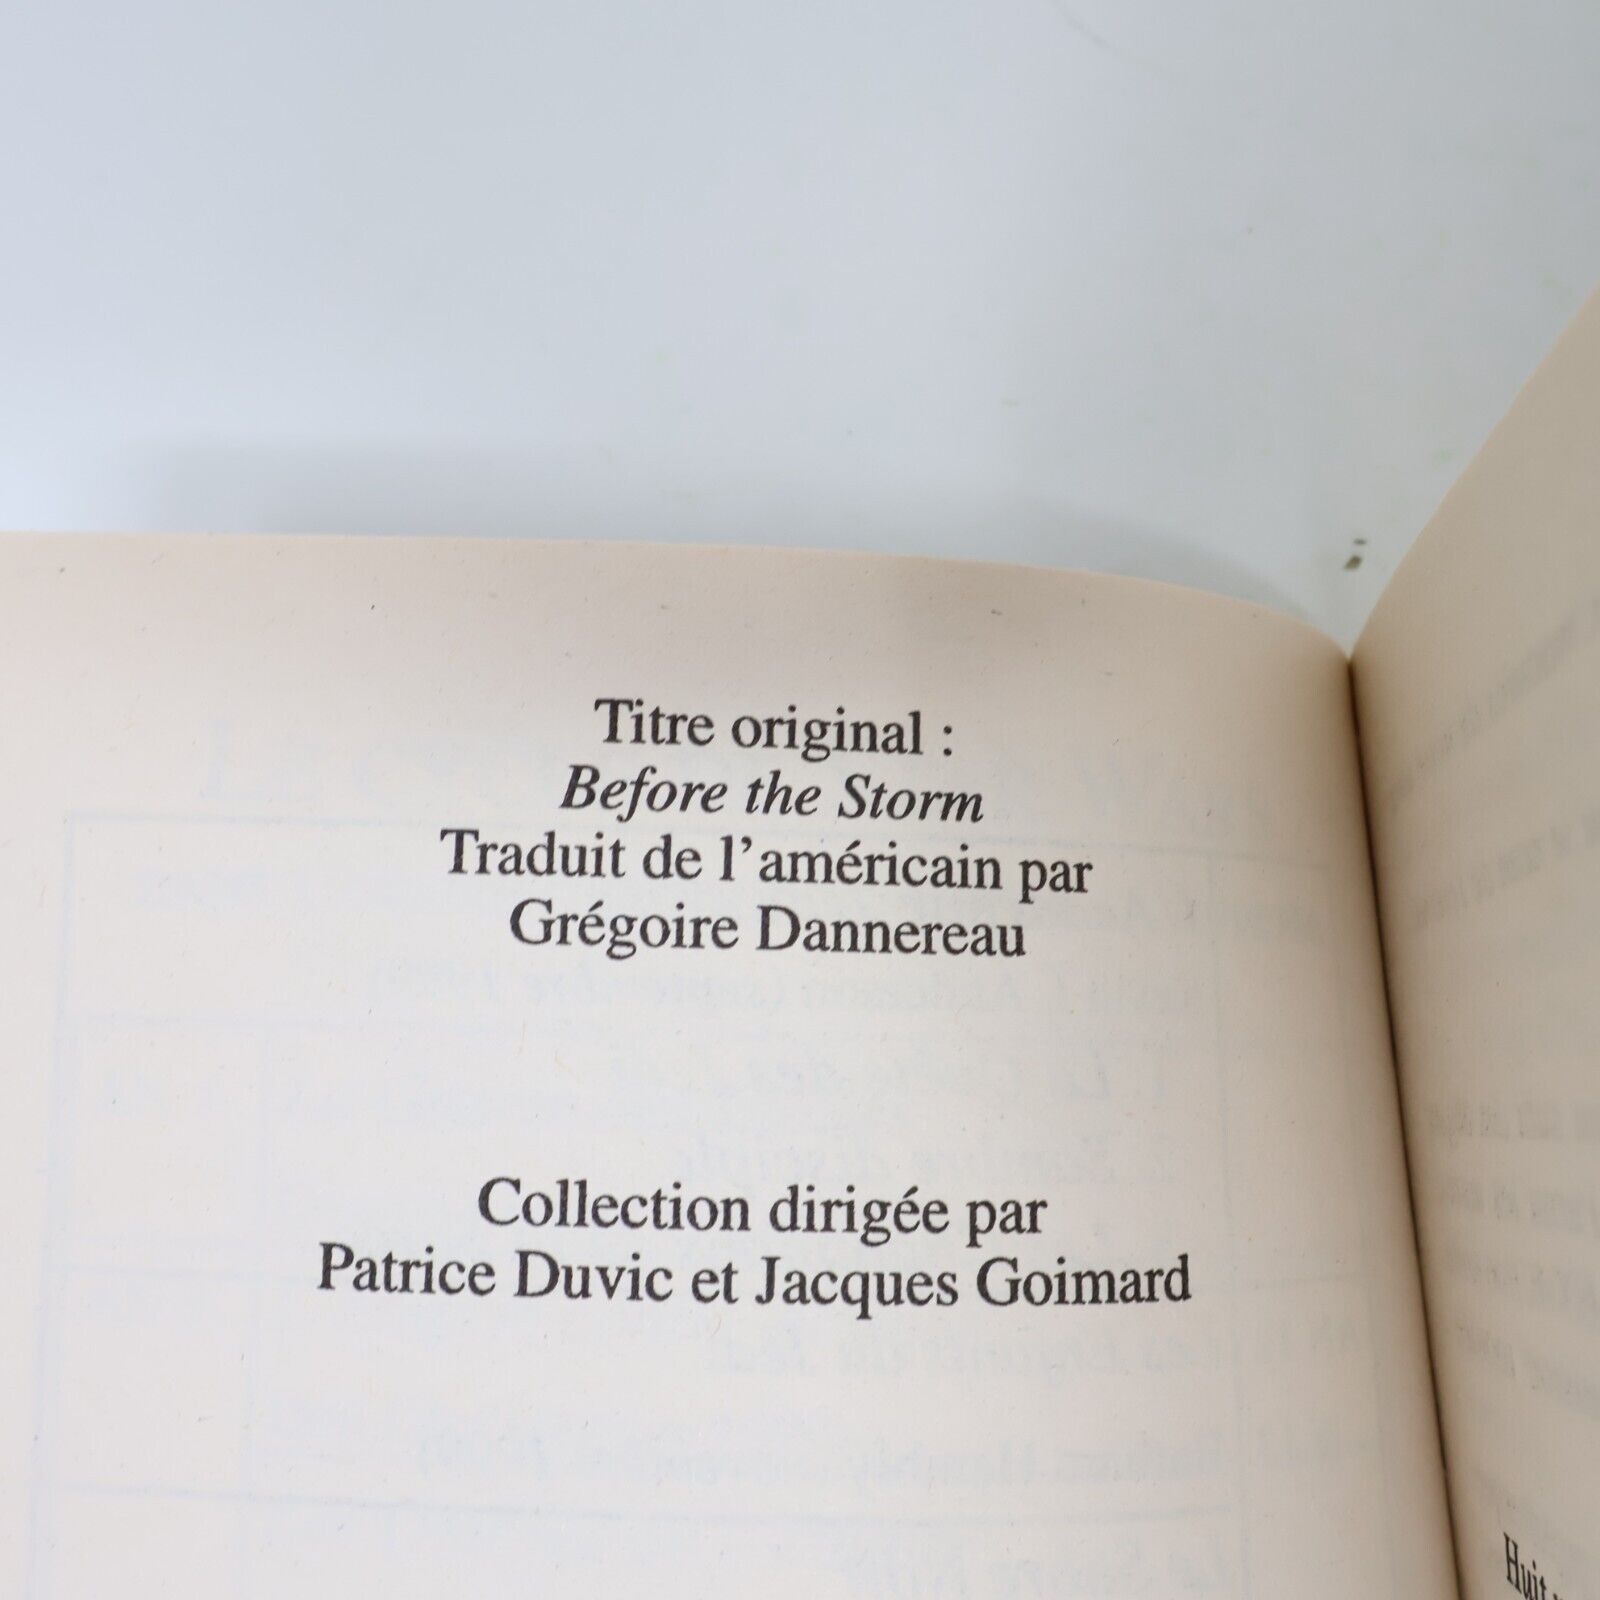 Titre original :
Before the Storm
Traduit de l'américain par
Grégoire Dannereau
Collection dirigée par
Patrice Duvic et Jacques Goimard
Huit